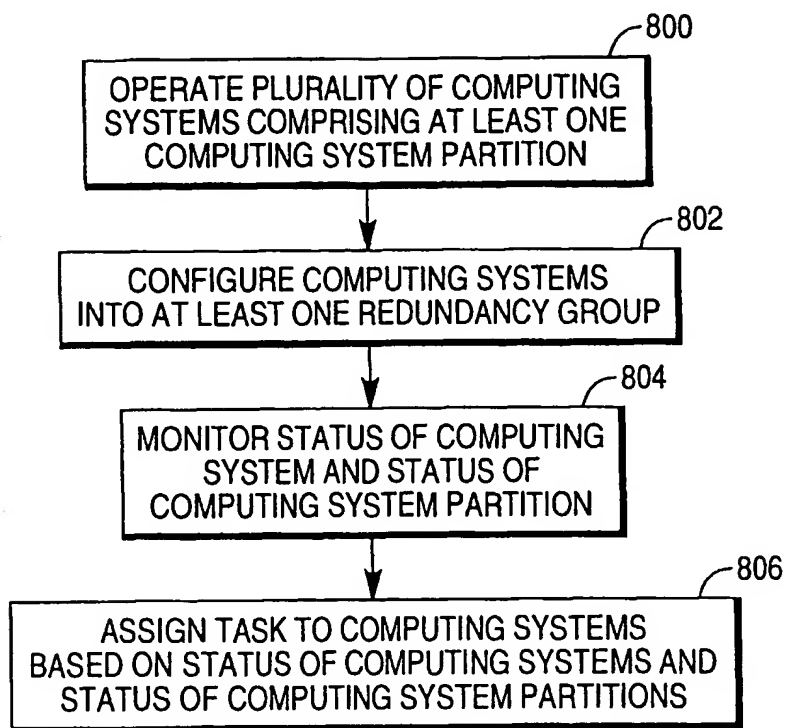 800
OPERATE PLURALITY OF COMPUTING
SYSTEMS COMPRISING AT LEAST ONE
COMPUTING SYSTEM PARTITION
802
CONFIGURE COMPUTING SYSTEMS
INTO AT LEAST ONE REDUNDANCY GROUP
804
MONITOR STATUS OF COMPUTING
SYSTEM AND STATUS OF
COMPUTING SYSTEM PARTITION
806
ASSIGN TASK TO COMPUTING SYSTEMS
BASED ON STATUS OF COMPUTING SYSTEMS AND
STATUS OF COMPUTING SYSTEM PARTITIONS